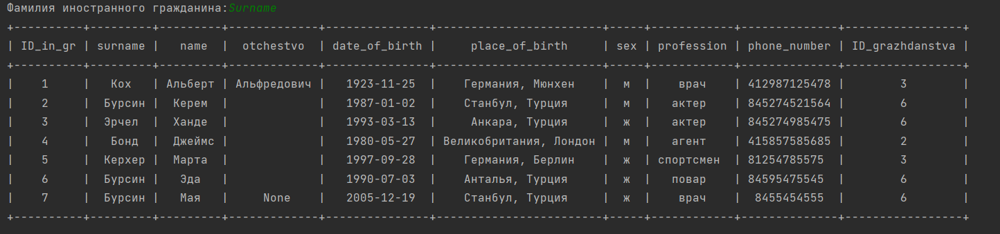 Фамилия иностранного гражданина:Surname
+----------+---------+---------+-------------+---------------+------------------------+-----+------------+--------------+-----------------+
| ID_in_gr | surname |   name  |  otchestvo  | date_of_birth |     place_of_birth     | sex | profession | phone_number | ID_grazhdanstva |
+----------+---------+---------+-------------+---------------+------------------------+-----+------------+--------------+-----------------+
|    1     |   Кох   | Альберт | Альфредович |   1923-11-25  |    Германия, Мюнхен    |  м  |    врач    | 412987125478 |        3        |
|    2     |  Бурсин |  Керем  |             |   1987-01-02  |    Станбул, Турция     |  м  |   актер    | 845274521564 |        6        |
|    3     |  Эрчел  |  Ханде  |             |   1993-03-13  |     Анкара, Турция     |  ж  |   актер    | 845274985475 |        6        |
|    4     |   Бонд  |  Джеймс |             |   1980-05-27  | Великобритания, Лондон |  м  |   агент    | 415857585685 |        2        |
|    5     |  Керхер |  Марта  |             |   1997-09-28  |    Германия, Берлин    |  ж  | спортсмен  | 81254785575  |        3        |
|    6     |  Бурсин |   Эда   |             |   1990-07-03  |    Анталья, Турция     |  ж  |   повар    | 84595475545  |        6        |
|    7     |  Бурсин |   Мая   |     None    |   2005-12-19  |    Станбул, Турция     |  ж  |    врач    |  8455454555  |        6        |
+----------+---------+---------+-------------+---------------+------------------------+-----+------------+--------------+-----------------+